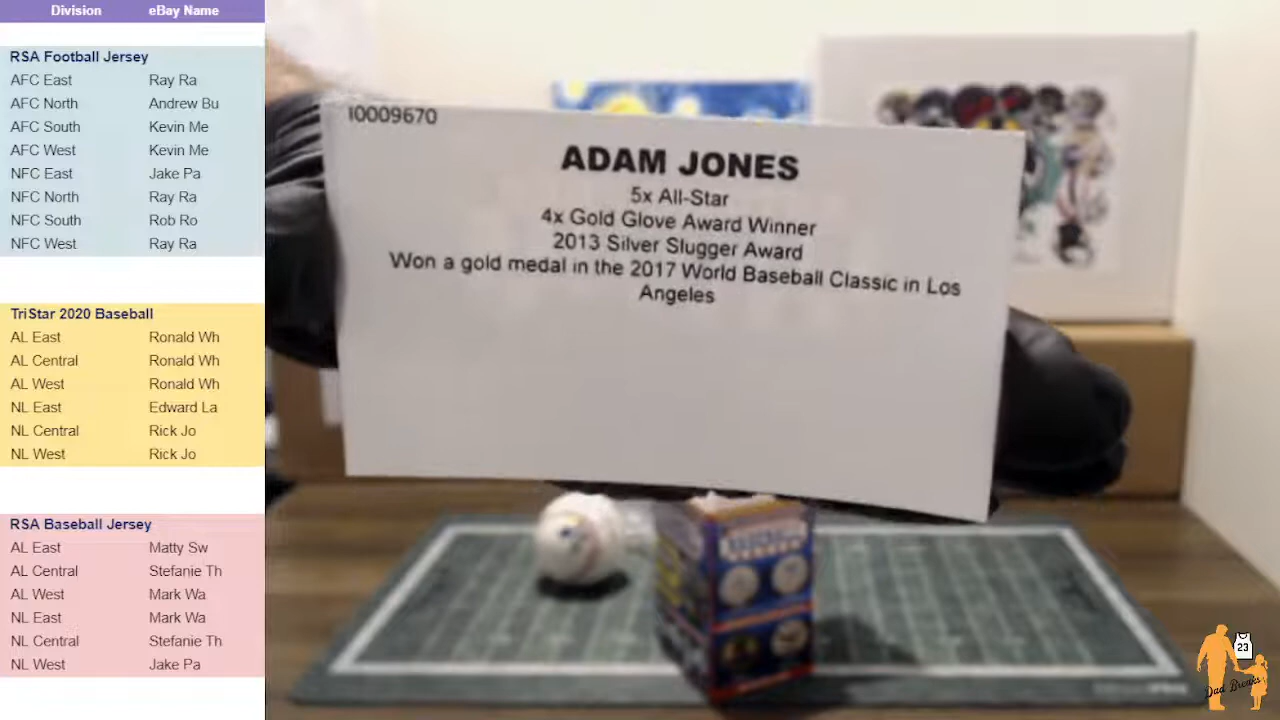 Division eBay Name
RSA Football Jersey
AFC East Ray Ra
AFC North Andrew Bu
AFC South Kevin Me
AFC West Kevin Me
NFC East Jake Pa
NFC North Ray Ra
NFC South Rob Ro
NFC West Ray Ra
TriStar 2020 Baseball
AL East Ronald Wh
AL Central Ronald Wh
AL West Ronald Wh
NL East Edward La
NL Central Rick Jo
NL West Rick Jo
RSA Baseball Jersey
AL East Matty Sw
AL Central Stefanie Th
AL West Mark Wa
NL East Mark Wa
NL Central Stefanie Th
NL West Jake Pa
I0009670
ADAM JONES
5x All-Star
4x Gold Glove Award Winner
2013 Silver Slugger Award
Won a gold medal in the 2017 World Baseball Classic in Los
Angeles
23
Dad Breaks